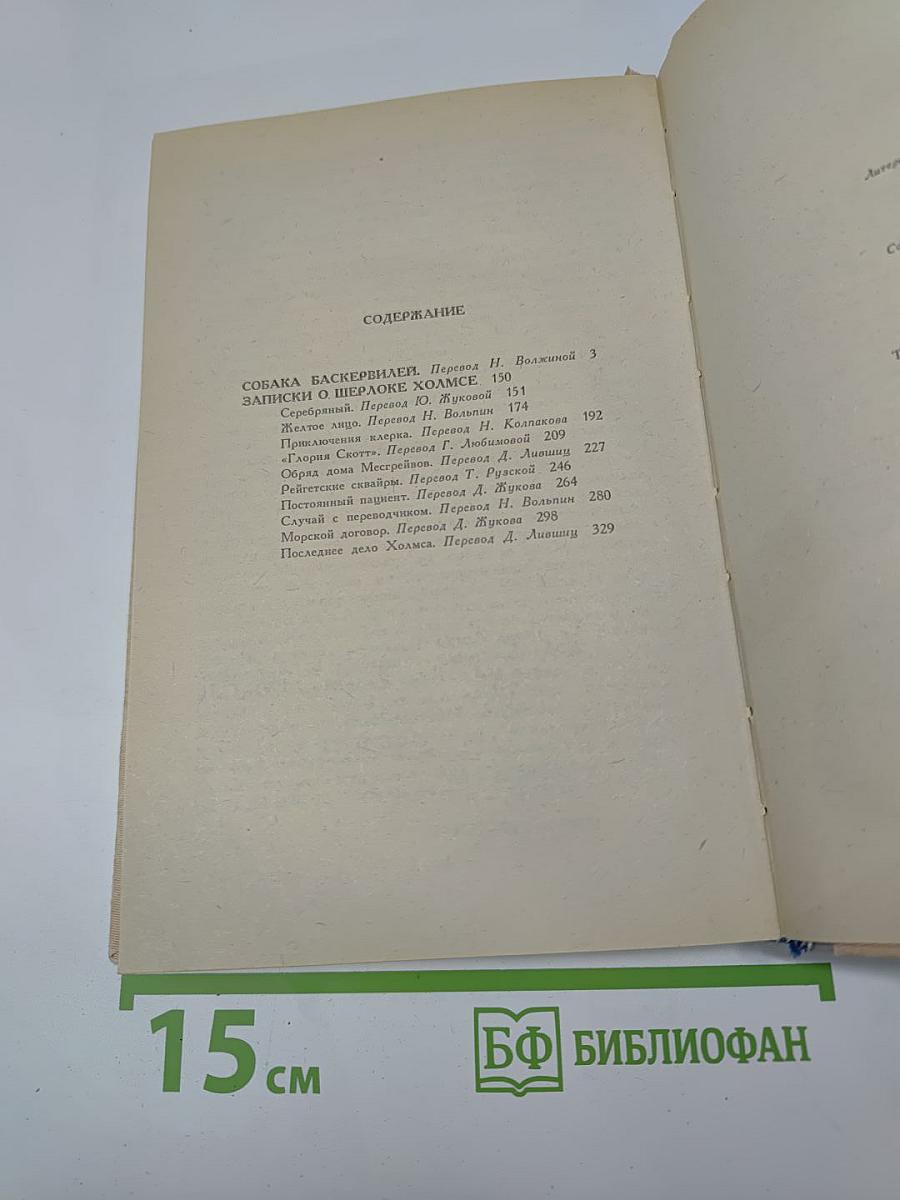 СОДЕРЖАНИЕ
СОБАКА БАСКЕРВИЛЕЙ. Перевод Н. Волжиной 3
ЗАПИСКИ О ШЕРЛОКЕ ХОЛМСЕ 150
Серебряный. Перевод Ю. Жуковой 151
Желтое лицо. Перевод Н. Вольпин 174
Приключения клерка. Перевод Н. Колпакова 192
«Глория Скотт». Перевод Г. Любимовой 209
Обряд дома Месгрейвов. Перевод Д. Лившиц 227
Рейгетские сквайры. Перевод Т. Рузской 246
Постоянный пациент. Перевод Д. Жукова 264
Случай с переводчиком. Перевод Н. Вольпин 280
Морской договор. Перевод Д. Жукова 298
Последнее дело Холмса. Перевод Д. Лившиц 329
15 см
БФ БИБЛИОФАН